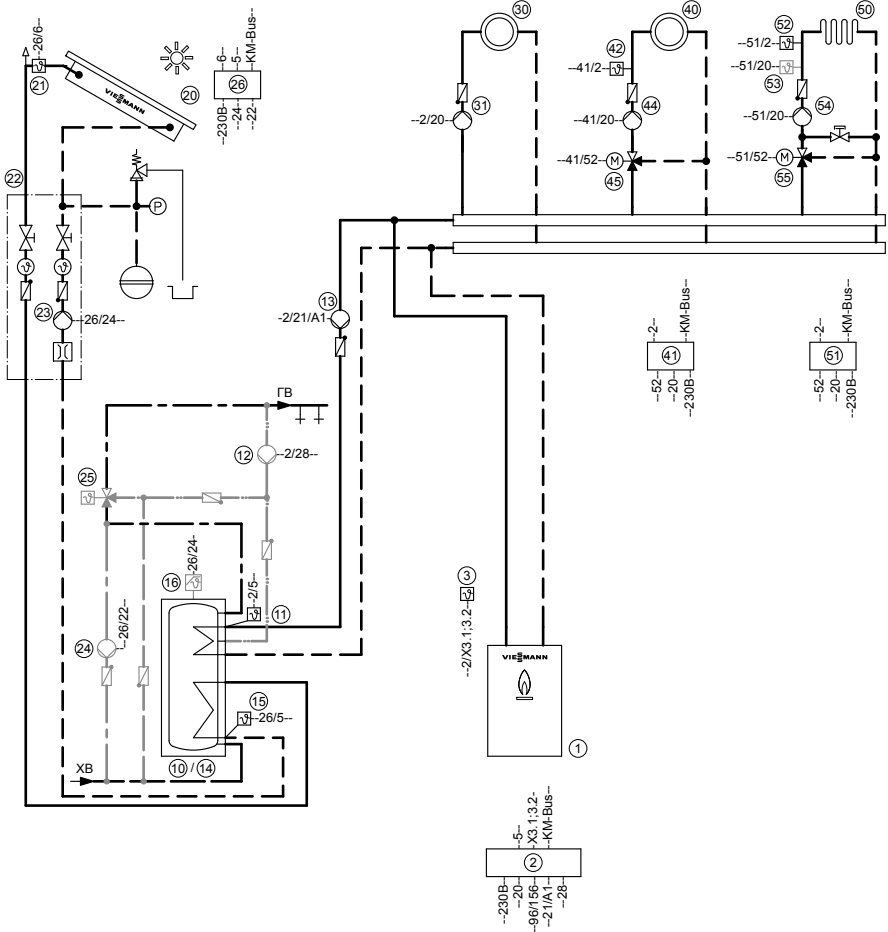 --26/6--
21
VIESSMANN
20
--6--
--5--
KM-Bus--
26
--230В--
--24--
--22--
22
P
23
---26/24--
30
31
--2/20--
40
42
--41/2--
44
--41/20--
M
--41/52--
45
50
52
--51/2--
--51/20--
53
54
--51/20--
M
--51/52--
55
13
-2/21/A1-
--2--
KM-Bus--
41
--52--
--20--
--230В--
--2--
KM-Bus--
51
--52--
--20--
--230В--
ГВ
12
--2/28--
25
16
--26/24-
--2/5--
11
24
--26/22--
15
--26/5--
ХВ
10 / 14
3
--2/X3.1;3.2--
VIESSMANN
1
--5--
-X3.1;3.2-
--KM-Bus--
2
--230В--
--20--
--96/156--
--21/A1--
--28--